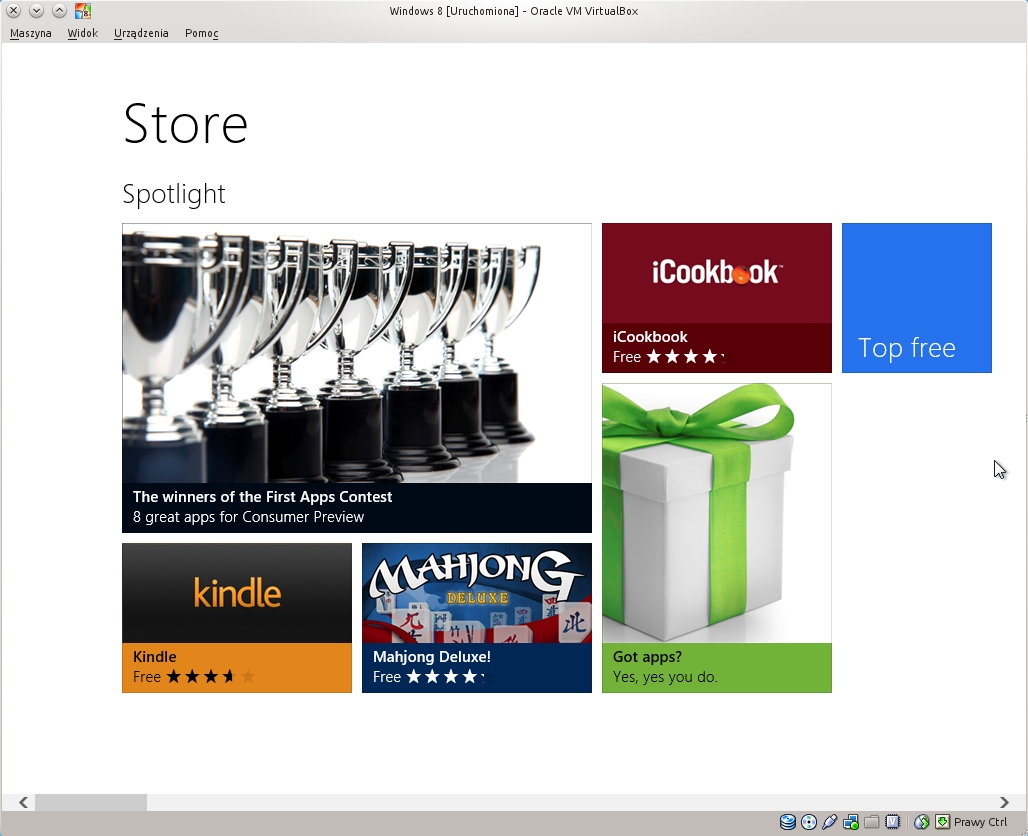 Windows 8 [Uruchomiona] - Oracle VM VirtualBox
Maszyna Widok Urządzenia Pomoc
Store
Spotlight
The winners of the First Apps Contest
8 great apps for Consumer Preview
iCookbook™
iCookbook
Free
Top free
kindle
Kindle
Free
MAHJONG
DELUXE
北
Mahjong Deluxe!
Free
Got apps?
Yes, yes you do.
Prawy Ctrl